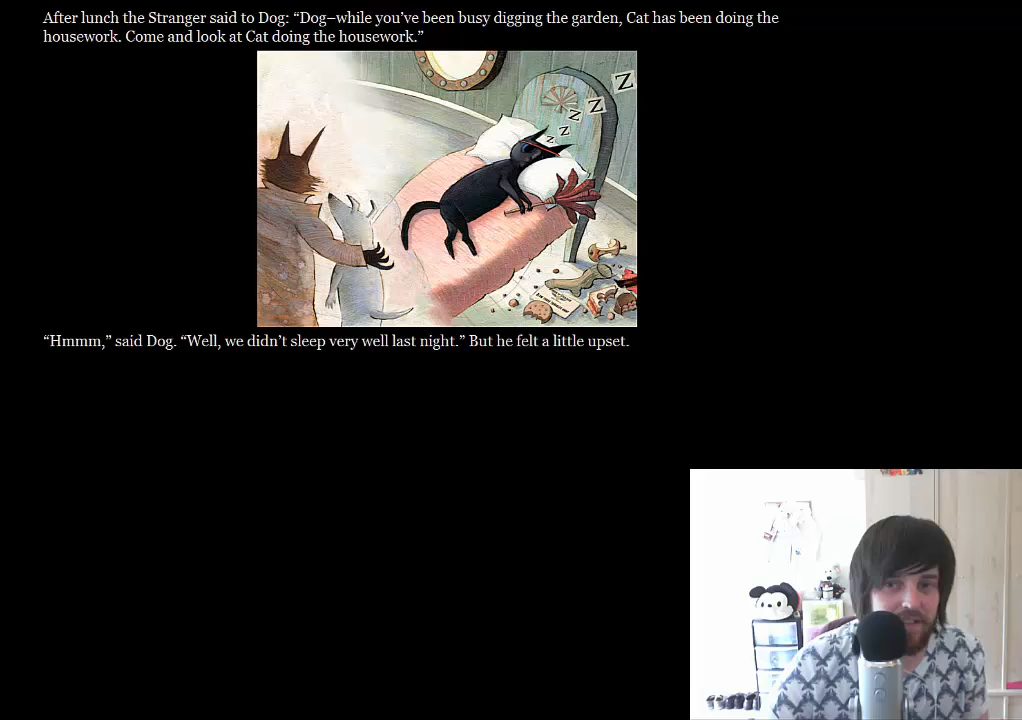 After lunch the Stranger said to Dog: “Dog–while you’ve been busy digging the garden, Cat has been doing the
housework. Come and look at Cat doing the housework.”
Z
Z
Z
Z
Z
“Hmmm,” said Dog. “Well, we didn’t sleep very well last night.” But he felt a little upset.